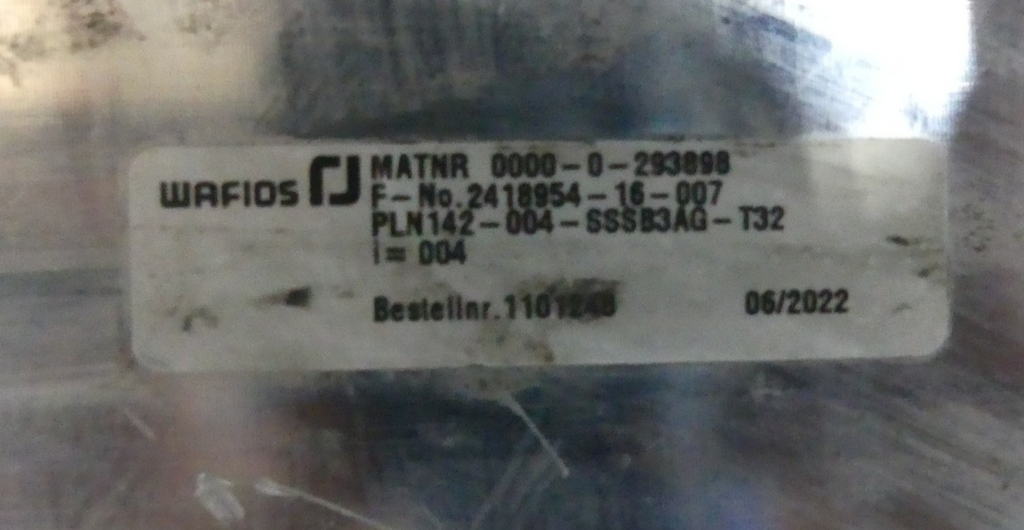 WAFIOS
MATNR 0000-0-293898
F-No.2418954-16-007
PLN142-004-SSSB3AG-T32
i= 004
Bestellnr. 06/2022